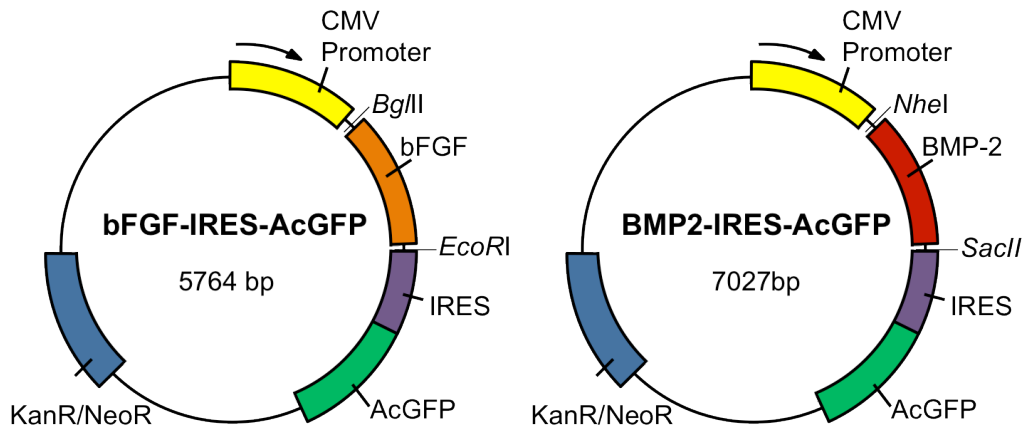 CMV
Promoter
BglII
bFGF
bFGF-IRES-AcGFP
EcoRI
5764 bp
IRES
KanR/NeoR
AcGFP
CMV
Promoter
NheI
BMP-2
BMP2-IRES-AcGFP
SacII
7027bp
IRES
KanR/NeoR
AcGFP